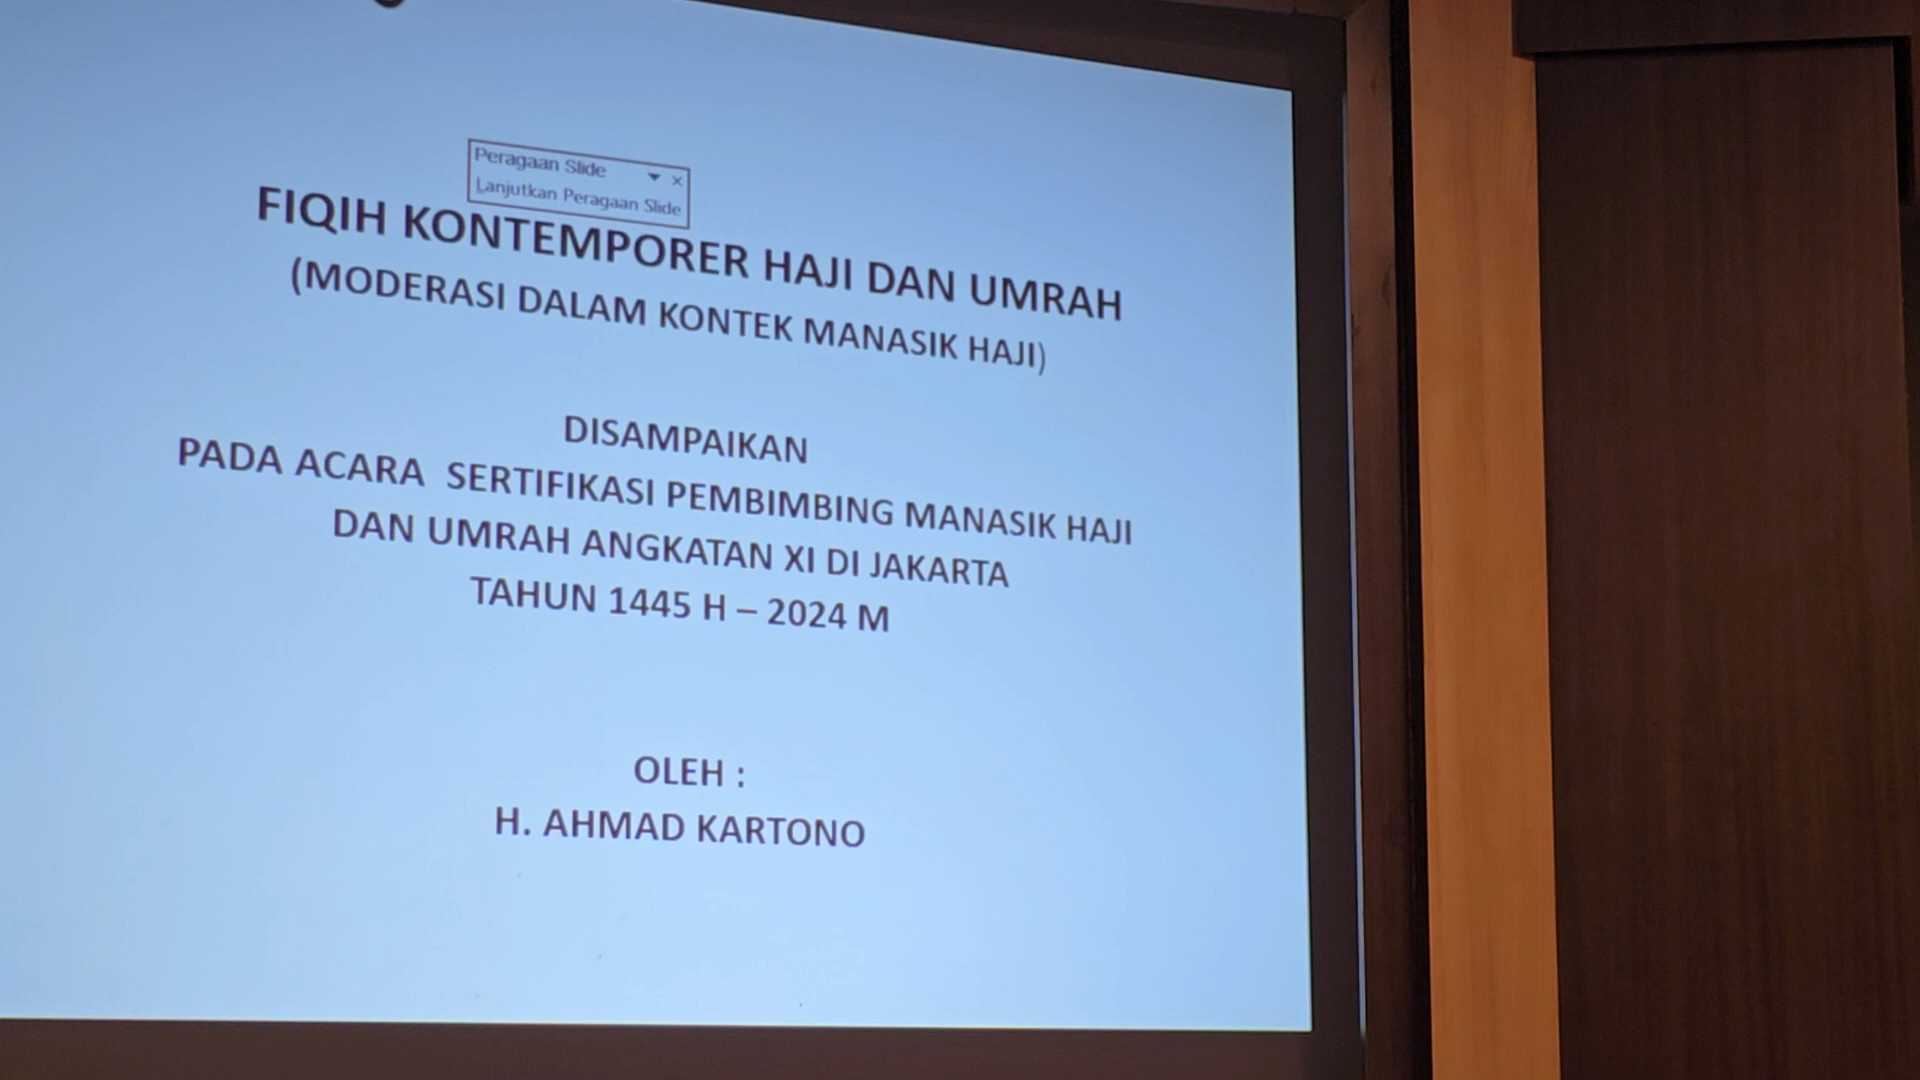 Peragaan Slide
Lanjutkan Peragaan Slide
FIQIH KONTEMPORER HAJI DAN UMRAH
(MODERASI DALAM KONTEK MANASIK HAJI)
DISAMPAIKAN
PADA ACARA SERTIFIKASI PEMBIMBING MANASIK HAJI
DAN UMRAH ANGKATAN XI DI JAKARTA
TAHUN 1445 H – 2024 M
OLEH :
H. AHMAD KARTONO